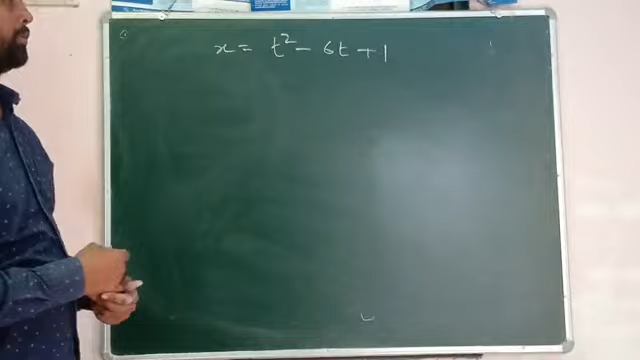 x = t² - 6t + 1